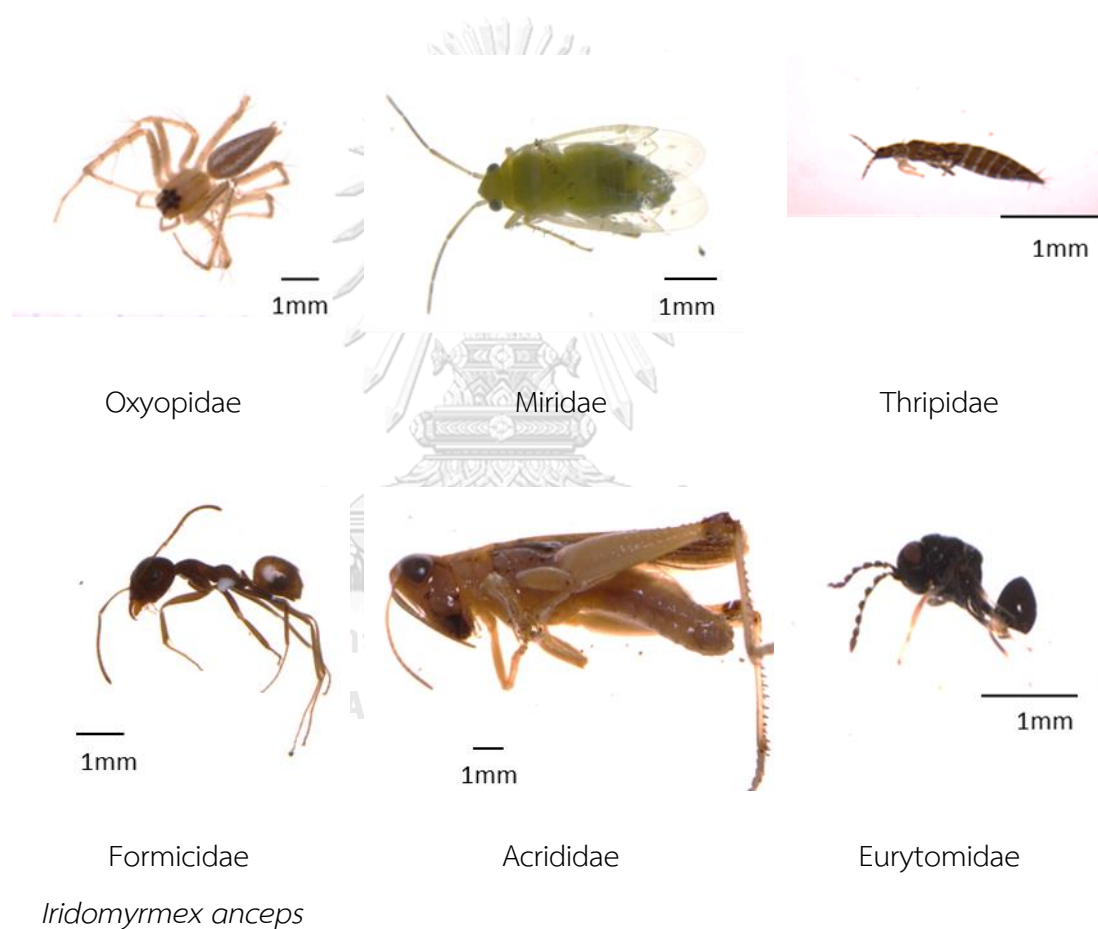 1mm
1mm
1mm
Oxyopidae
Miridae
Thripidae
1mm
1mm
1mm
Formicidae
Acrididae
Eurytomidae
Iridomyrmex anceps